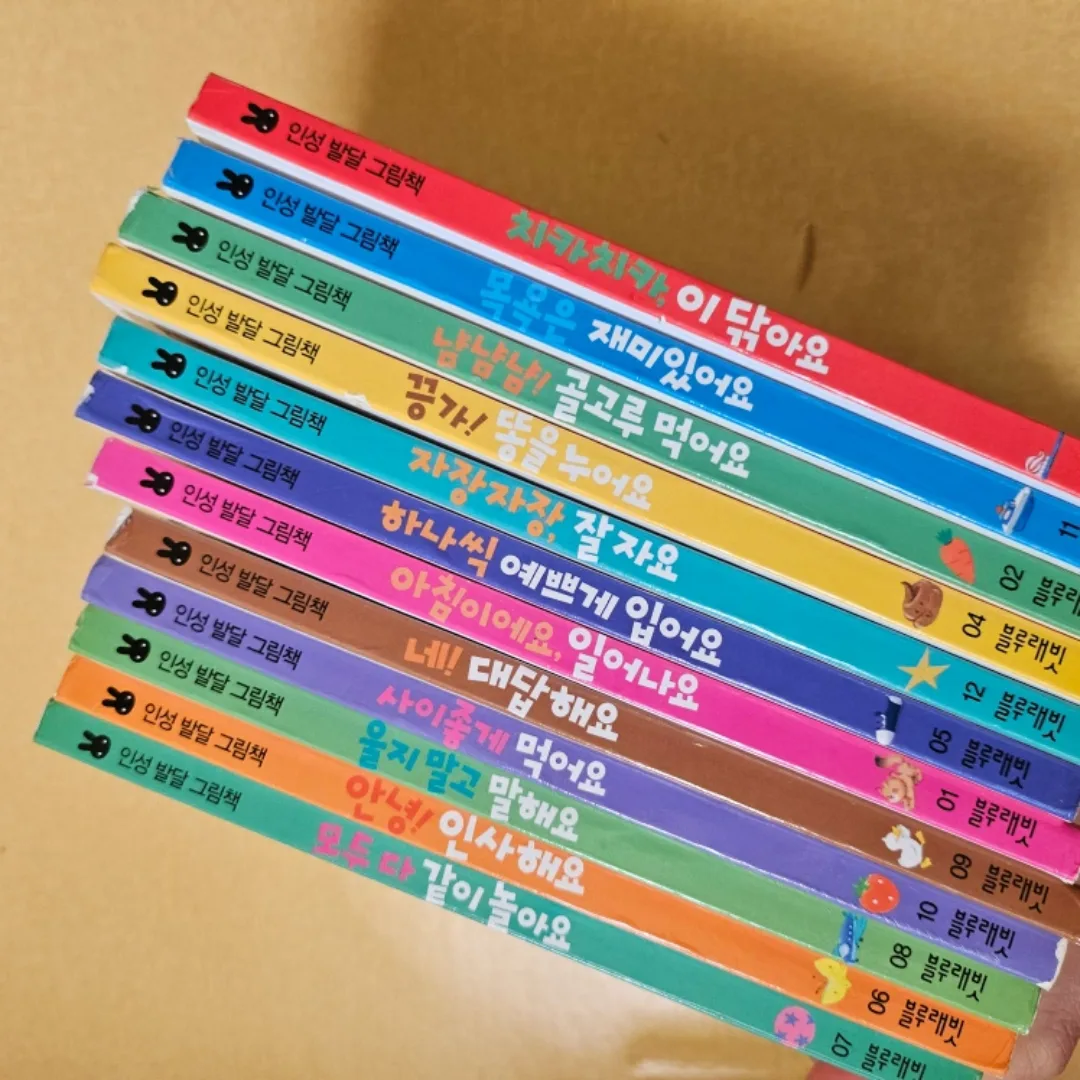 인성 발달 그림책 치카치카, 이 닦아요
인성 발달 그림책 목욕은 재미있어요 11
인성 발달 그림책 냠냠냠! 골고루 먹어요 02 블루래
인성 발달 그림책 끙가! 똥을 누어요 04 블루래빗
인성 발달 그림책 자장자장, 잘 자요 12 블루래빗
인성 발달 그림책 하나씩 예쁘게 입어요 05 블루래빗
인성 발달 그림책 아침이에요, 일어나요 01 블루래빗
인성 발달 그림책 네! 대답해요 09 블루래빗
인성 발달 그림책 사이좋게 먹어요 10 블루래빗
인성 발달 그림책 울지 말고 말해요 08 블루래빗
인성 발달 그림책 안녕! 인사해요 06 블루래빗
인성 발달 그림책 모두 다 같이 놀아요 07 블루래빗